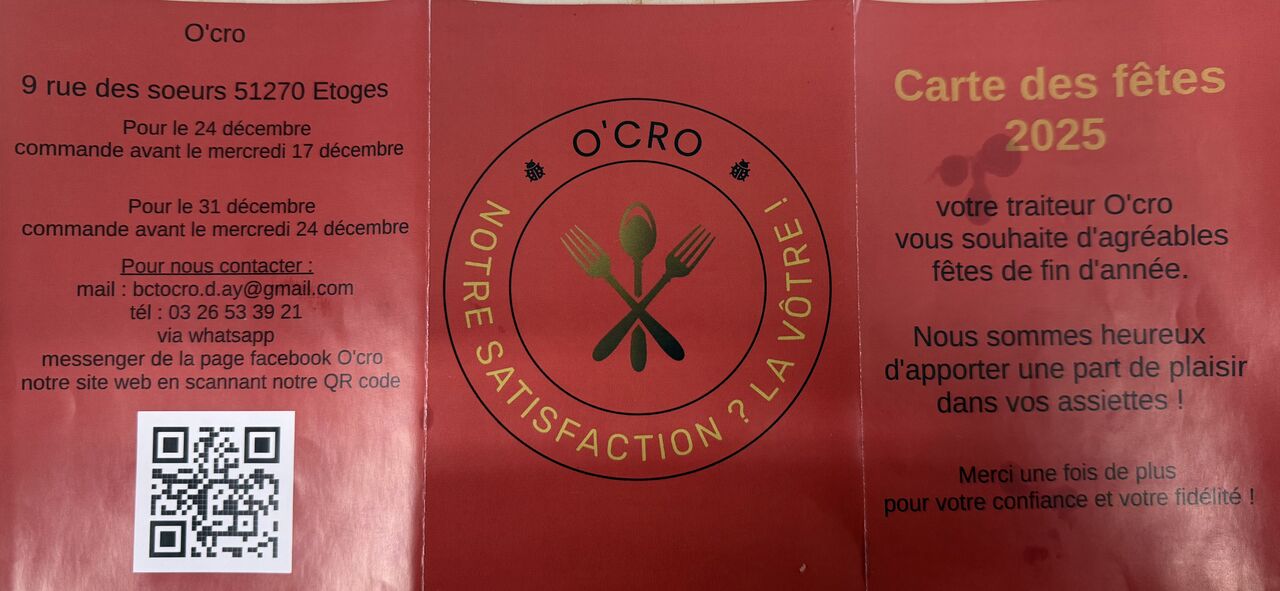 O'cro
9 rue des soeurs 51270 Etoges
Pour le 24 décembre
commande avant le mercredi 17 décembre
Pour le 31 décembre
commande avant le mercredi 24 décembre
Pour nous contacter :
mail : bctocro.d.ay@gmail.com
tél : 03 26 53 39 21
via whatsapp
messenger de la page facebook O'cro
notre site web en scannant notre QR code
O'CRO
NOTRE SATISFACTION ? LA VÔTRE !
Carte des fêtes
2025
votre traiteur O'cro
vous souhaite d'agréables
fêtes de fin d'année.
Nous sommes heureux
d'apporter une part de plaisir
dans vos assiettes !
Merci une fois de plus
pour votre confiance et votre fidélité !